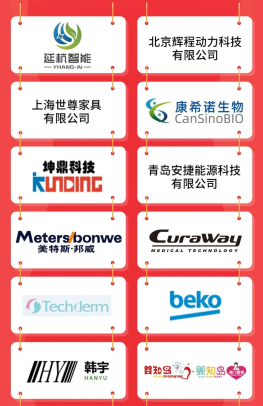 延杭智能
YHANG-AI
北京辉程动力科技
有限公司
上海世尊家具
有限公司
康希诺生物
CanSinoBIO
坤鼎科技
KUNDING
青岛安捷能源科技
有限公司
Meters/bonwe
美特斯·邦威
CuraWay
MEDICAL TECHNOLOGY
Techderm
beko
HY
韩宇
HANYU